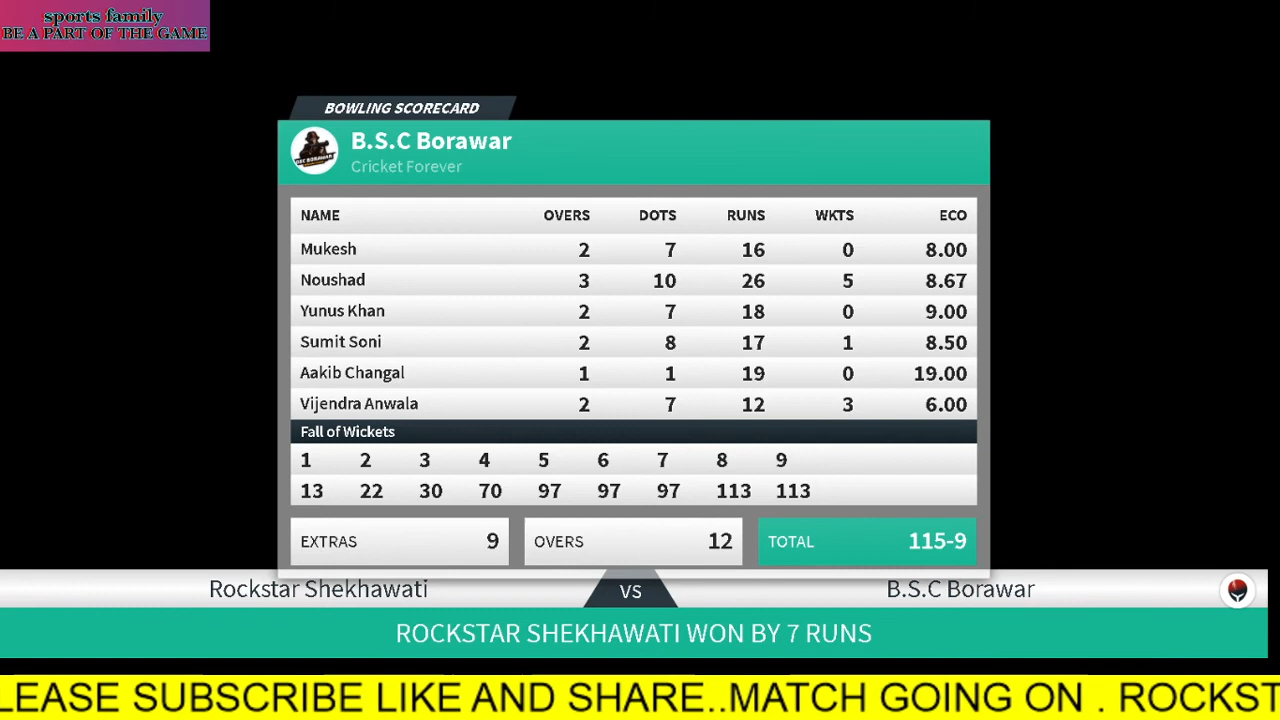 sports family
BE A PART OF THE GAME
BOWLING SCORECARD
B.S.C Borawar
Cricket Forever
NAME OVERS DOTS RUNS WKTS ECO
Mukesh 2 7 16 0 8.00
Noushad 3 10 26 5 8.67
Yunus Khan 2 7 18 0 9.00
Sumit Soni 2 8 17 1 8.50
Aakib Changal 1 1 19 0 19.00
Vijendra Anwala 2 7 12 3 6.00
Fall of Wickets
1 2 3 4 5 6 7 8 9
13 22 30 70 97 97 97 113 113
EXTRAS 9 OVERS 12 TOTAL 115-9
Rockstar Shekhawati VS B.S.C Borawar
ROCKSTAR SHEKHAWATI WON BY 7 RUNS
LEASE SUBSCRIBE LIKE AND SHARE..MATCH GOING ON . ROCKST